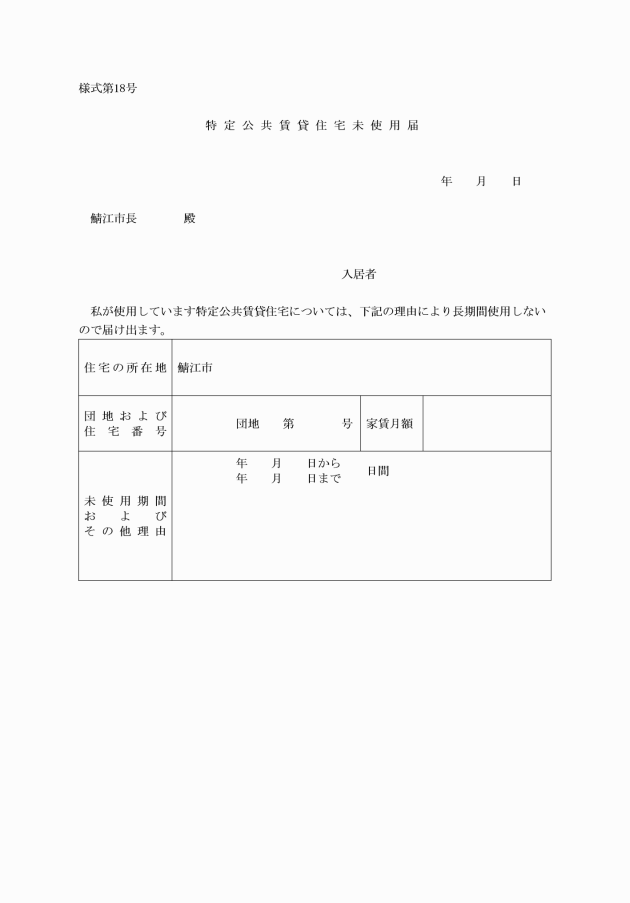 様式第18号
特定公共賃貸住宅未使用届
年　　月　　日
鯖江市長　　　　殿
入居者
私が使用しています特定公共賃貸住宅については、下記の理由により長期間使用しない
ので届け出ます。
住宅の所在地　鯖江市
団地および
住宅番号
団地　　第　　　　号　家賃月額
未使用期間
および
その他理由
年　　月　　日から
年　　月　　日まで
日間